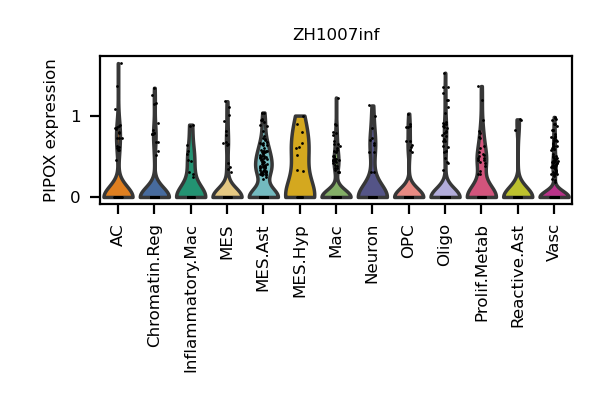 ZH1007inf
PIPOX expression
1
0
AC
Chromatin.Reg
Inflammatory.Mac
MES
MES.Ast
MES.Hyp
Mac
Neuron
OPC
Oligo
Prolif.Metab
Reactive.Ast
Vasc